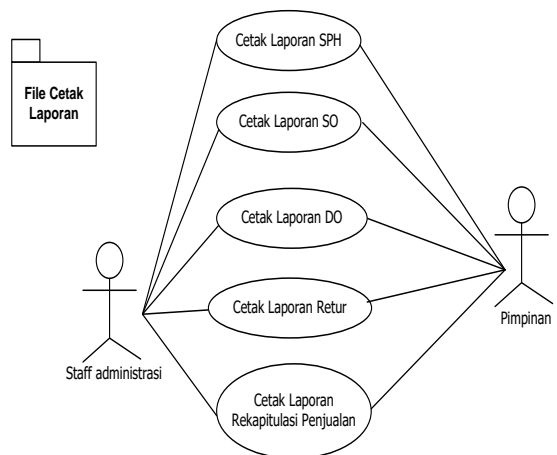 File Cetak
Laporan
Cetak Laporan SPH
Cetak Laporan SO
Cetak Laporan DO
Cetak Laporan Retur
Cetak Laporan
Rekapitulasi Penjualan
Staff administrasi
Pimpinan